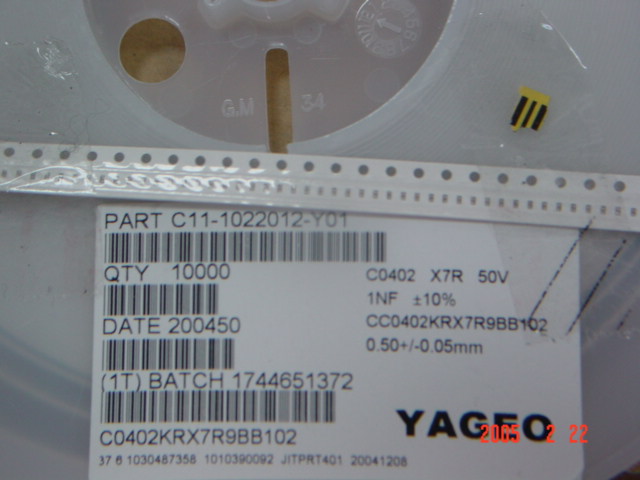 G.M 34
PART C11-1022012-Y01
QTY 10000
C0402 X7R 50V
1NF ±10%
DATE 200450
CC0402KRX7R9BB102
0.50+/-0.05mm
(1T) BATCH 1744651372
YAGEO
2005 2 22
C0402KRX7R9BB102
37 6 1030487358 1010390092 JITPRT401 20041208